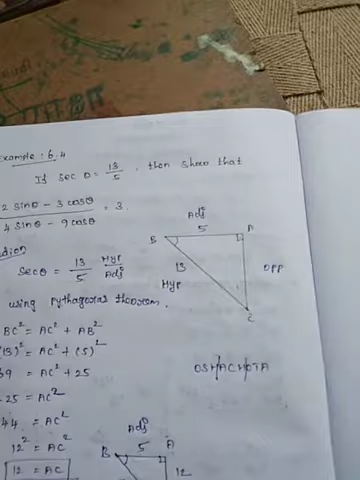 Example : 6.4
If sec θ = 13/5 , then show that
2 sinθ - 3 cosθ / 4 sinθ - 9 cosθ = 3.
Secθ = 13/5 Hyp/Adj
using Pythagoras theorem.
BC² = AC² + AB²
(13)² = AC² + (5)²
69 = AC² + 25
- 25 = AC²
44 = AC²
12² = AC²
12 = AC
Adj
5
B A
13
Hyp
OPP
C
OSH/ACH/OTA
Adj
5
B A
12